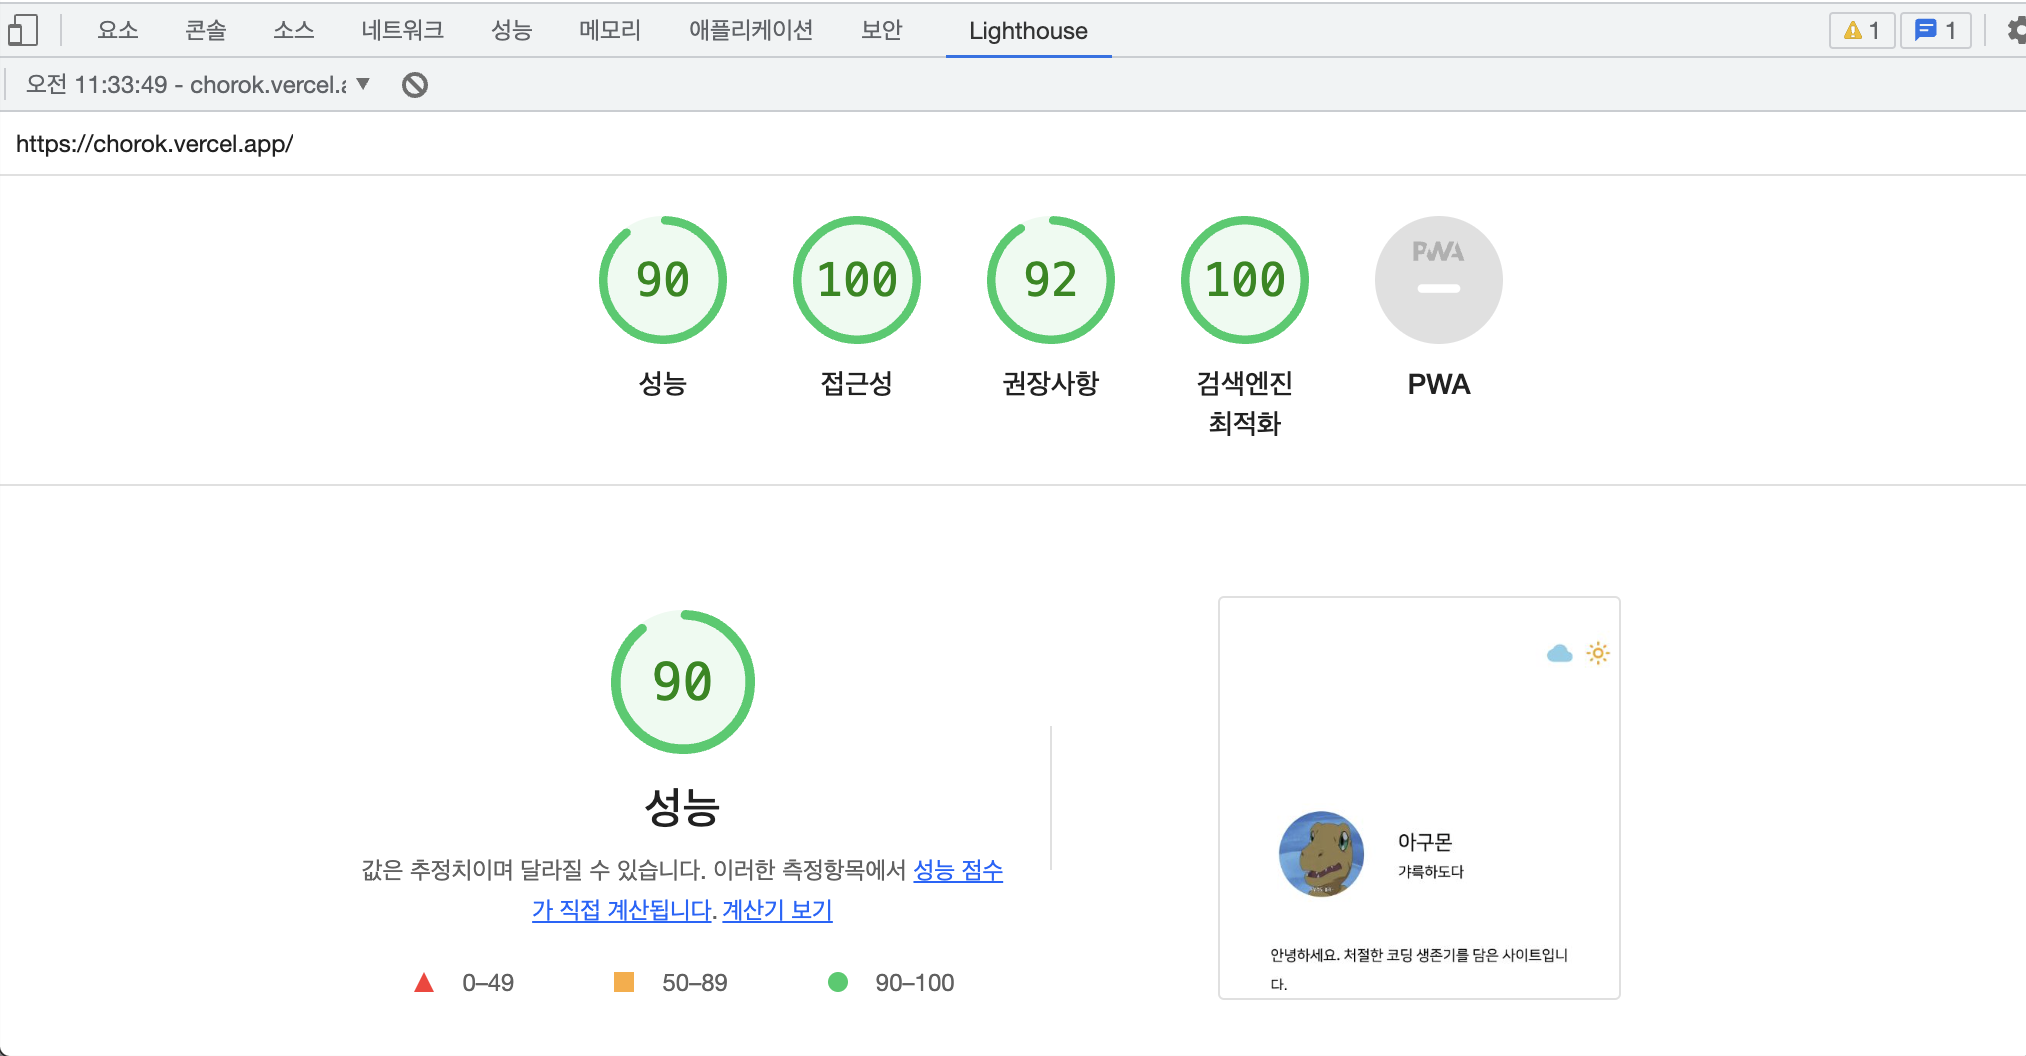 요소 콘솔 소스 네트워크 성능 메모리 애플리케이션 보안 Lighthouse 1 1
오전 11:33:49 - chorok.vercel.a
https://chorok.vercel.app/
90 100 92 100 PWA
성능 접근성 권장사항 검색엔진 PWA
최적화
90
성능
값은 추정치이며 달라질 수 있습니다. 이러한 측정항목에서 성능 점수
가 직접 계산됩니다. 계산기 보기
0–49 50–89 90–100
아구몬
갸륵하도다
안녕하세요. 처절한 코딩 생존기를 담은 사이트입니
다.